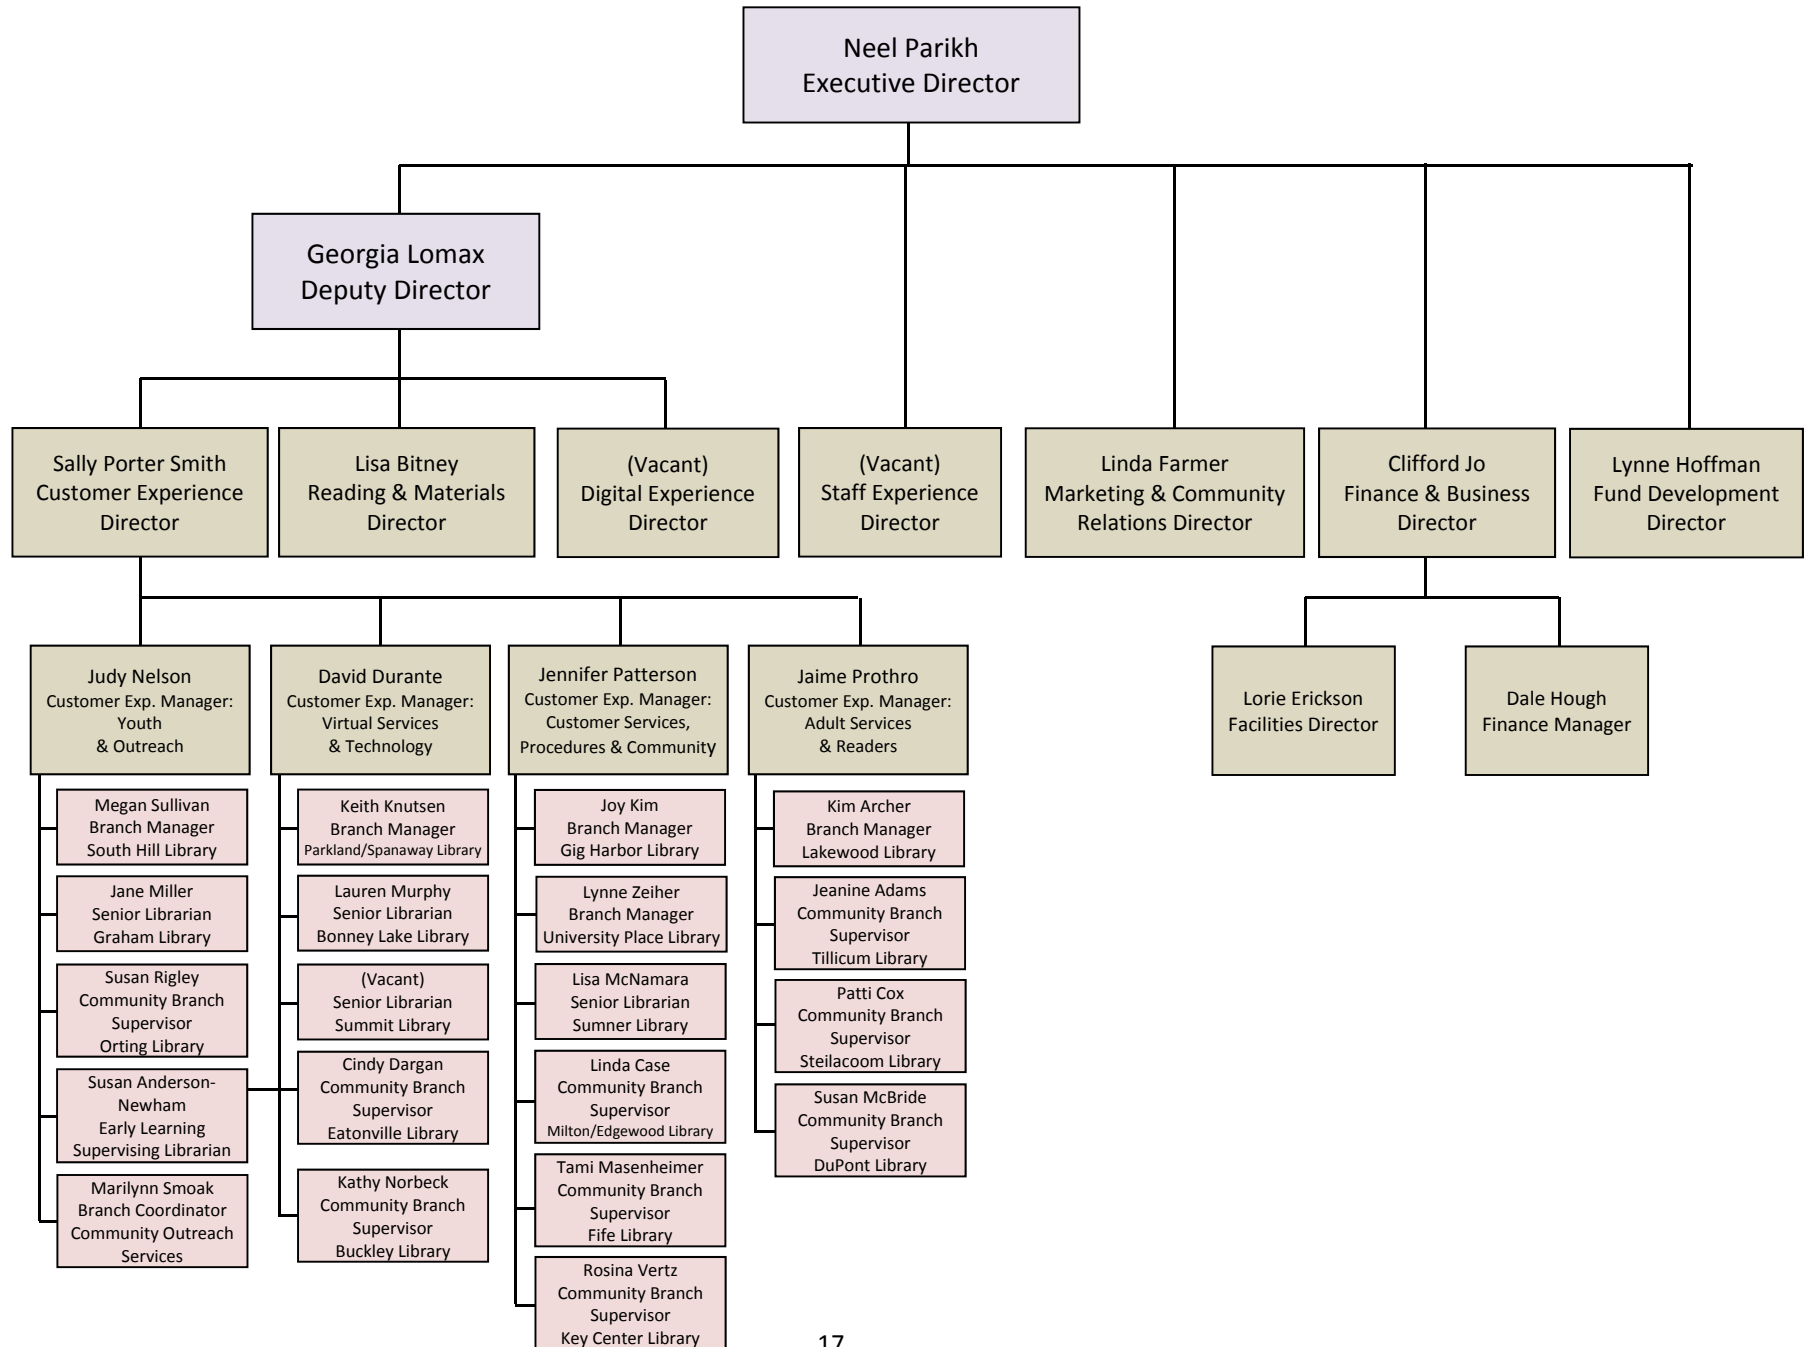 Neel Parikh
Executive Director
Georgia Lomax
Deputy Director
Sally Porter Smith
Customer Experience
Director
Lisa Bitney
Reading & Materials
Director
(Vacant)
Digital Experience
Director
(Vacant)
Staff Experience
Director
Linda Farmer
Marketing & Community
Relations Director
Clifford Jo
Finance & Business
Director
Lynne Hoffman
Fund Development
Director
Judy Nelson
Customer Exp. Manager:
Youth
& Outreach
David Durante
Customer Exp. Manager:
Virtual Services
& Technology
Jennifer Patterson
Customer Exp. Manager:
Customer Services,
Procedures & Community
Jaime Prothro
Customer Exp. Manager:
Adult Services
& Readers
Lorie Erickson
Facilities Director
Dale Hough
Finance Manager
Megan Sullivan
Branch Manager
South Hill Library
Jane Miller
Senior Librarian
Graham Library
Susan Rigley
Community Branch
Supervisor
Orting Library
Susan Anderson-
Newham
Early Learning
Supervising Librarian
Marilynn Smoak
Branch Coordinator
Community Outreach
Services
Keith Knutsen
Branch Manager
Parkland/Spanaway Library
Lauren Murphy
Senior Librarian
Bonney Lake Library
(Vacant)
Senior Librarian
Summit Library
Cindy Dargan
Community Branch
Supervisor
Eatonville Library
Kathy Norbeck
Community Branch
Supervisor
Buckley Library
Joy Kim
Branch Manager
Gig Harbor Library
Lynne Zeiher
Branch Manager
University Place Library
Lisa McNamara
Senior Librarian
Sumner Library
Linda Case
Community Branch
Supervisor
Milton/Edgewood Library
Tami Masenheimer
Community Branch
Supervisor
Fife Library
Rosina Vertz
Community Branch
Supervisor
Key Center Library
Kim Archer
Branch Manager
Lakewood Library
Jeanine Adams
Community Branch
Supervisor
Tillicum Library
Patti Cox
Community Branch
Supervisor
Steilacoom Library
Susan McBride
Community Branch
Supervisor
DuPont Library
17